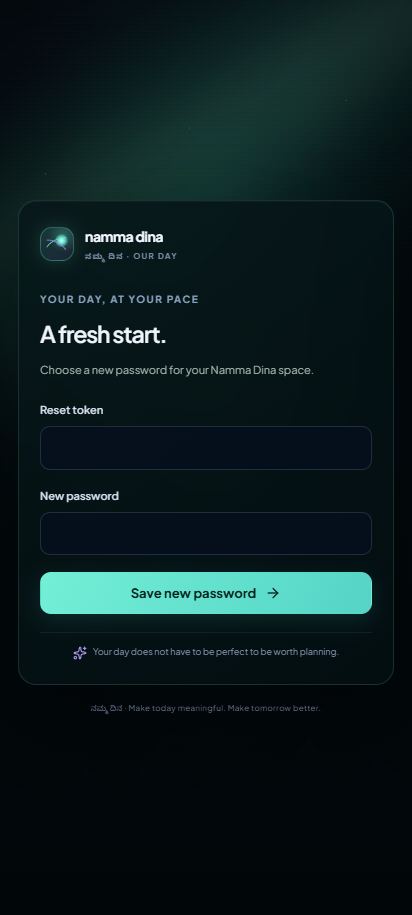 namma dina
ನಮ್ಮ ದಿನ · OUR DAY
YOUR DAY, AT YOUR PACE
A fresh start.
Choose a new password for your Namma Dina space.
Reset token
New password
Save new password →
Your day does not have to be perfect to be worth planning.
ನಮ್ಮ ದಿನ · Make today meaningful. Make tomorrow better.